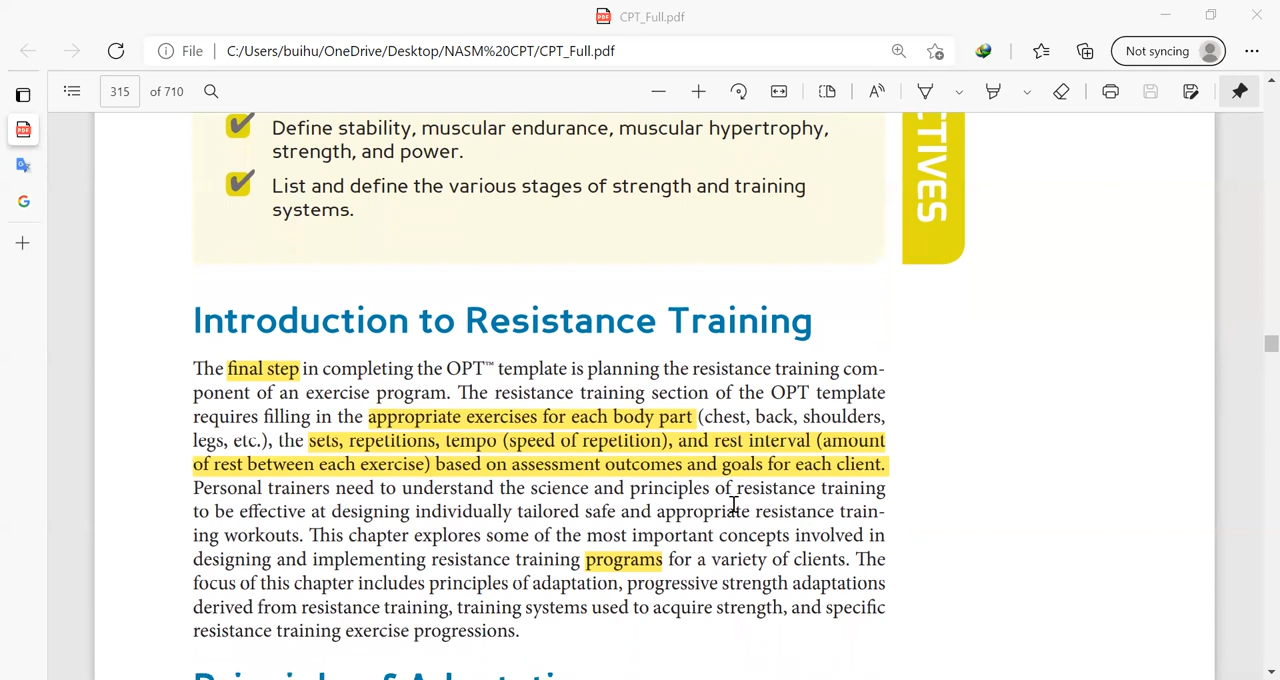 CPT_Full.pdf
File
C:/Users/buihu/OneDrive/Desktop/NASM%20CPT/CPT_Full.pdf
Not syncing
315 of 710
Define stability, muscular endurance, muscular hypertrophy,
strength, and power.
List and define the various stages of strength and training
systems.
CTIVES
Introduction to Resistance Training
The final step in completing the OPT™ template is planning the resistance training com-
ponent of an exercise program. The resistance training section of the OPT template
requires filling in the appropriate exercises for each body part (chest, back, shoulders,
legs, etc.), the sets, repetitions, tempo (speed of repetition), and rest interval (amount
of rest between each exercise) based on assessment outcomes and goals for each client.
Personal trainers need to understand the science and principles of resistance training
to be effective at designing individually tailored safe and appropriate resistance train-
ing workouts. This chapter explores some of the most important concepts involved in
designing and implementing resistance training programs for a variety of clients. The
focus of this chapter includes principles of adaptation, progressive strength adaptations
derived from resistance training, training systems used to acquire strength, and specific
resistance training exercise progressions.